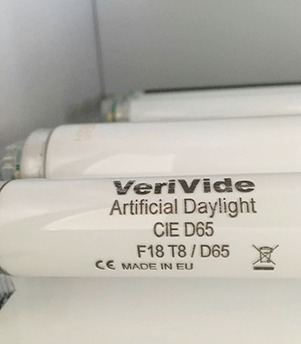 VeriVide
Artificial Daylight
CIE D65
F18 T8 / D65
CE MADE IN EU